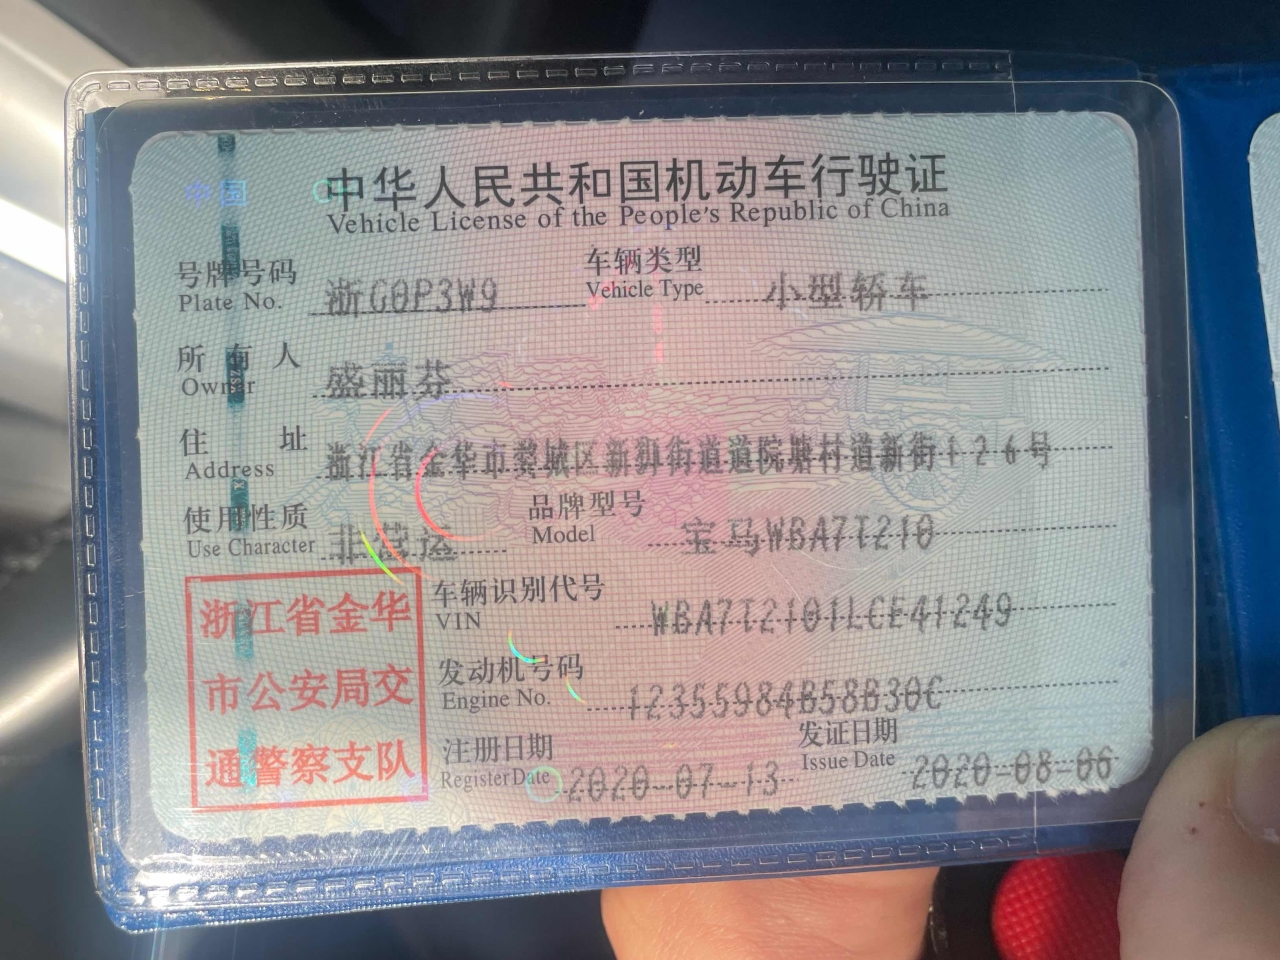 中国
中华人民共和国机动车行驶证
Vehicle License of the People's Republic of China
号牌号码 Plate No. 浙G0P3W9 车辆类型 Vehicle Type 小型轿车
所有人 Owner 盛丽芬
住址 Address 浙江省金华市婺城区新狮街道道院塘村道新街126号
使用性质 Use Character 非营运 品牌型号 Model 宝马WBA7T210
浙江省金华
市公安局交
通警察支队
车辆识别代号 VIN WBA7T2101LCE41249
发动机号码 Engine No. 12355984B58B30C
注册日期 Register Date 2020-07-13 发证日期 Issue Date 2020-08-06